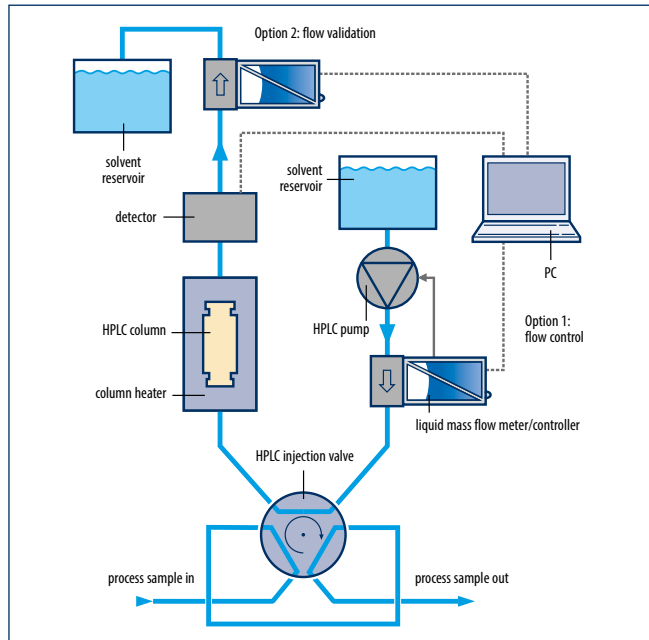 Option 2: flow validation
solvent
reservoir
solvent
reservoir
detector
PC
HPLC column
HPLC pump
Option 1:
flow control
column heater
liquid mass flow meter/controller
HPLC injection valve
process sample in
process sample out